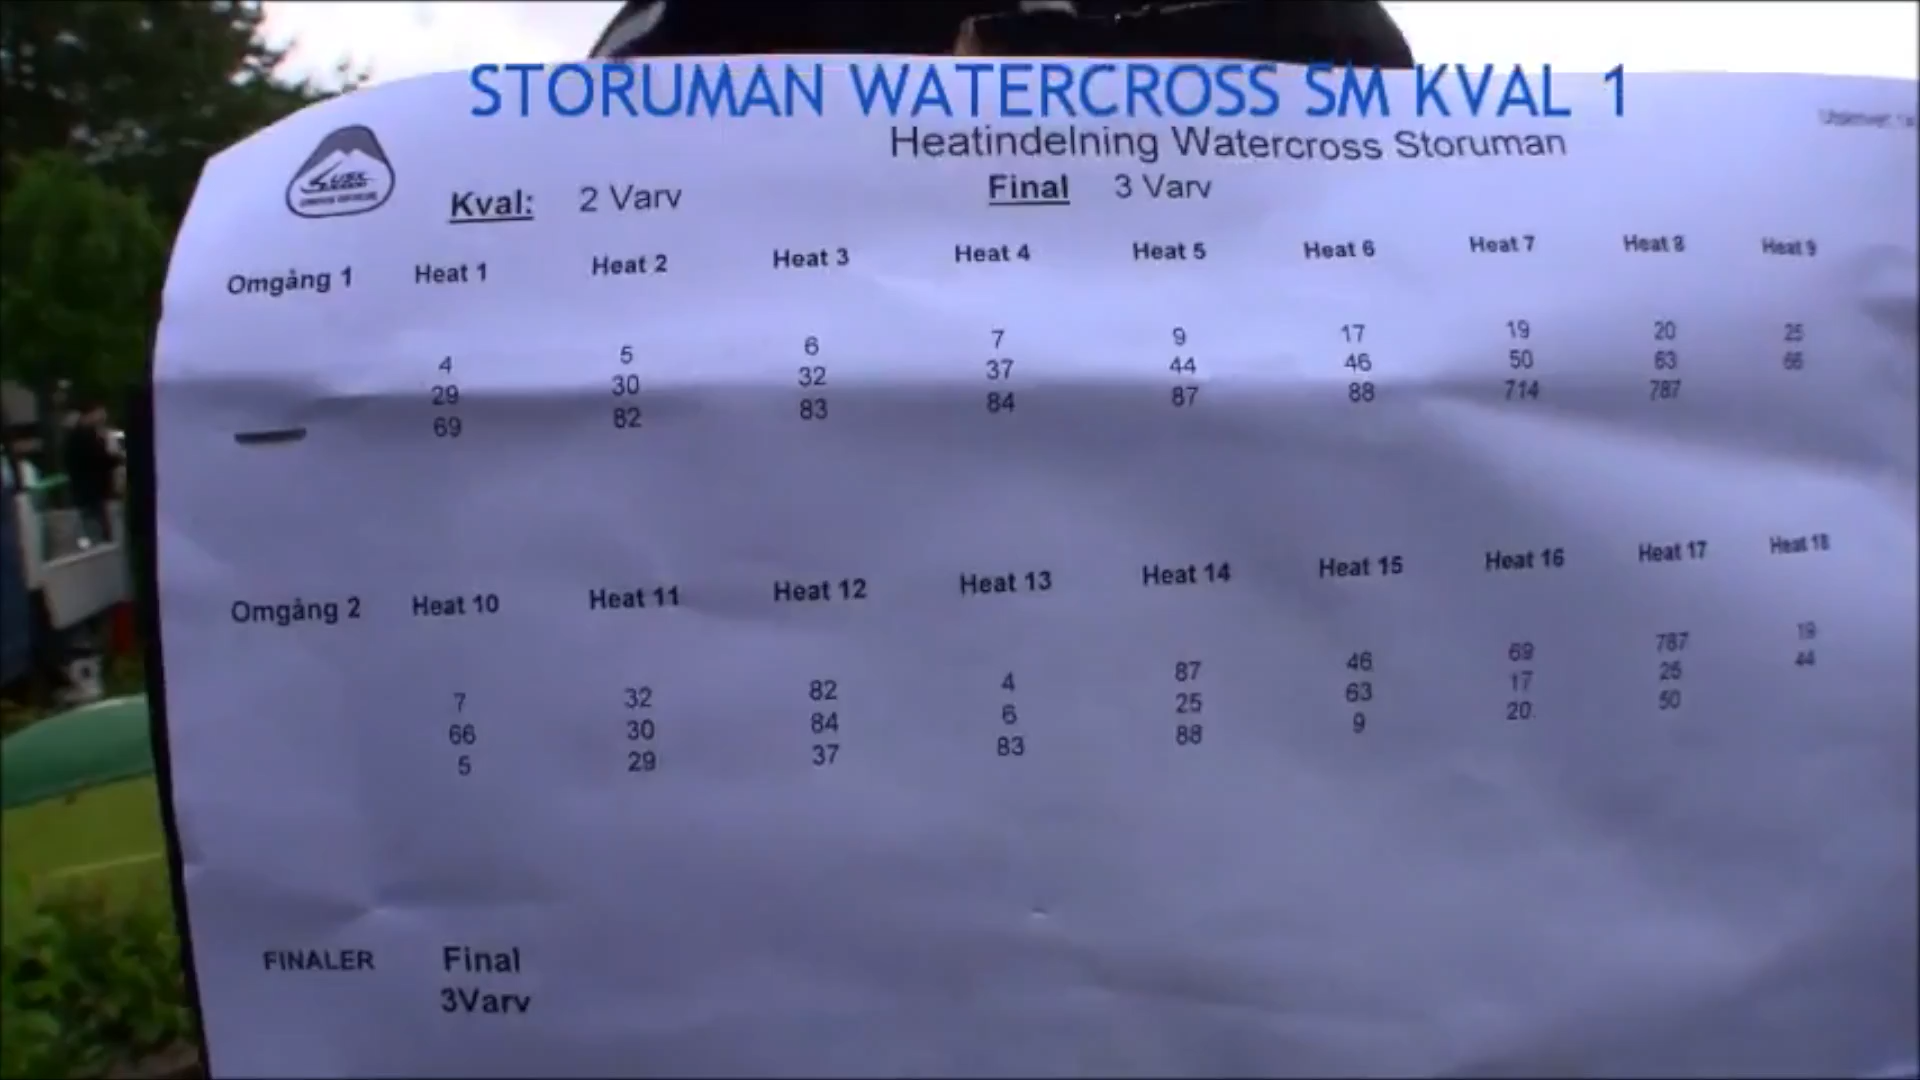 STORUMAN WATERCROSS SM KVAL 1
Heatindelning Watercross Storuman
Kval: 2 Varv Final 3 Varv
Omgång 1 Heat 1 Heat 2 Heat 3 Heat 4 Heat 5 Heat 6 Heat 7 Heat 8 Heat 9
4 5 6 7 9 17 19 20 25
29 30 32 37 44 46 50 63 66
69 82 83 84 87 88 714 787
Omgång 2 Heat 10 Heat 11 Heat 12 Heat 13 Heat 14 Heat 15 Heat 16 Heat 17 Heat 18
7 32 82 4 87 46 69 787 19
66 30 84 6 25 63 17 25 44
5 29 37 83 88 9 20 50
FINALER Final
3Varv